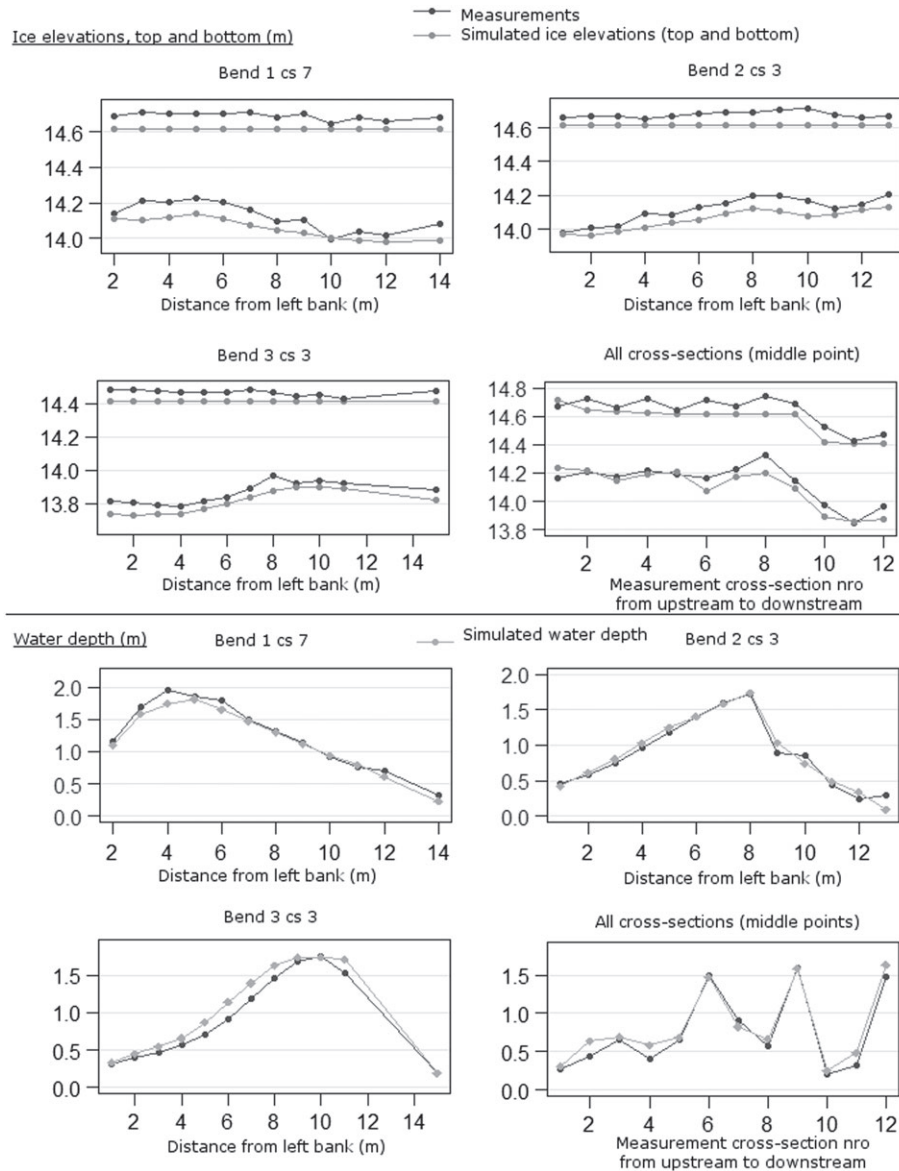 Measurements
Ice elevations, top and bottom (m)
Simulated ice elevations (top and bottom)
Bend 1 cs 7
14.6
14.4
14.2
14.0
2 4 6 8 10 12 14
Distance from left bank (m)
Bend 2 cs 3
14.6
14.4
14.2
14.0
2 4 6 8 10 12
Distance from left bank (m)
Bend 3 cs 3
14.4
14.2
14.0
13.8
2 4 6 8 10 12 14
Distance from left bank (m)
All cross-sections (middle point)
14.8
14.6
14.4
14.2
14.0
13.8
2 4 6 8 10 12
Measurement cross-section nro
from upstream to downstream
Water depth (m)
Simulated water depth
Bend 1 cs 7
2.0
1.5
1.0
0.5
0.0
2 4 6 8 10 12 14
Distance from left bank (m)
Bend 2 cs 3
2.0
1.5
1.0
0.5
0.0
2 4 6 8 10 12
Distance from left bank (m)
Bend 3 cs 3
1.5
1.0
0.5
0.0
2 4 6 8 10 12 14
Distance from left bank (m)
All cross-sections (middle points)
1.5
1.0
0.5
0.0
2 4 6 8 10 12
Measurement cross-section nro
from upstream to downstream